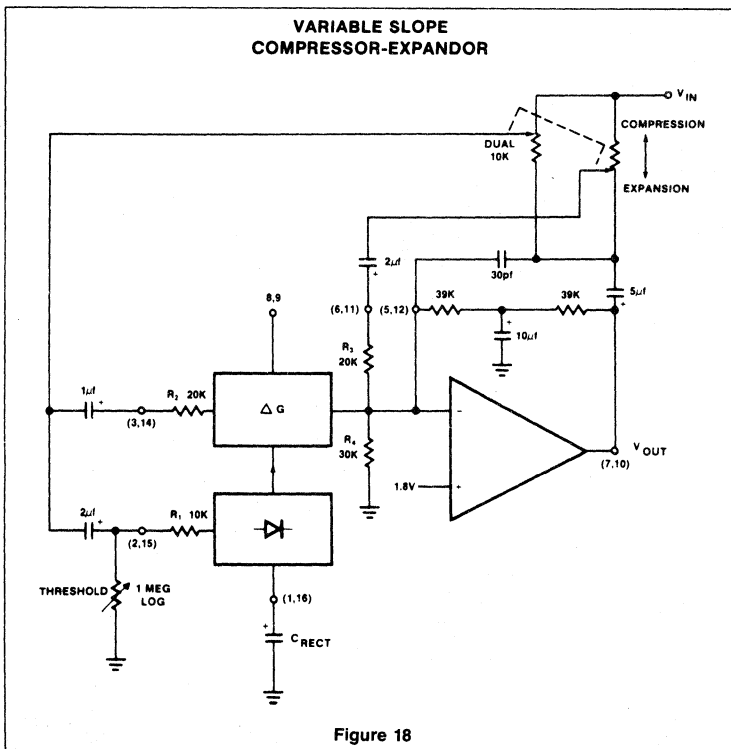 VARIABLE SLOPE
COMPRESSOR-EXPANDOR
V IN
COMPRESSION
DUAL
10K
EXPANSION
2µf
+
30pf
8,9
(6,11)
(5,12)
39K
39K
5µf
+
10µf
+
R3
20K
1µf
+
R2 20K
(3,14)
△ G
R4
30K
−
V OUT
(7,10)
1.8V
+
2µf
+
R1 10K
(2,15)
THRESHOLD
1 MEG
LOG
(1,16)
+
C RECT
Figure 18